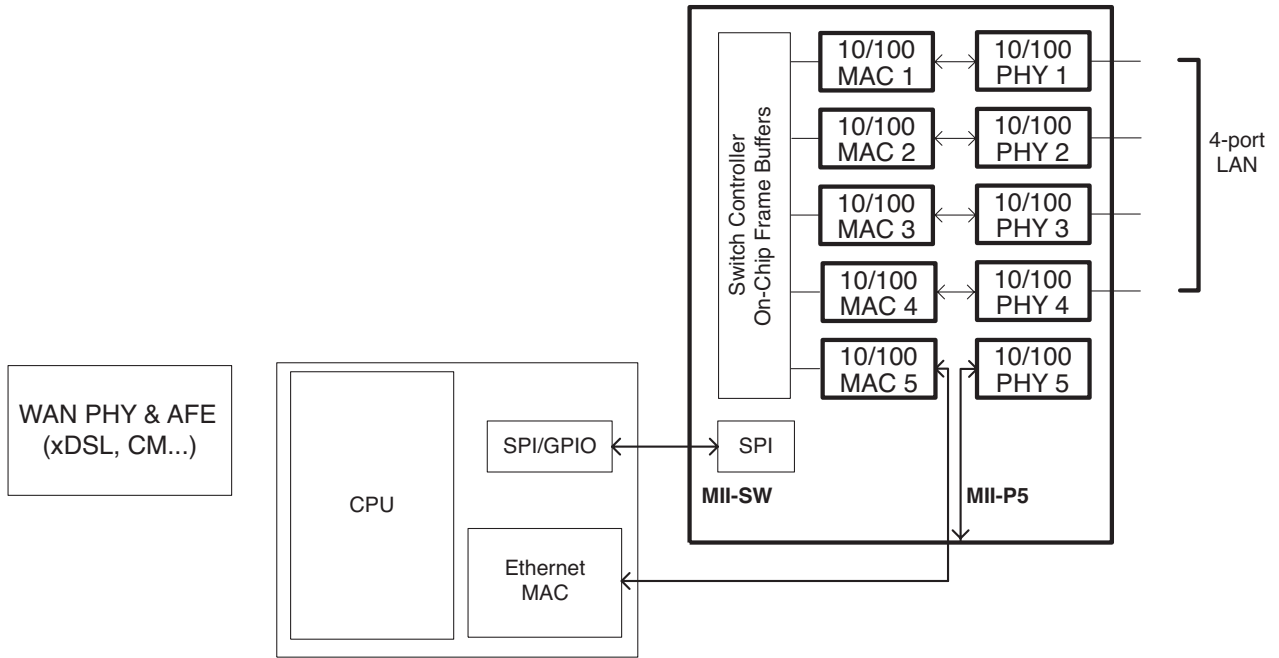 10/100
MAC 1
10/100
PHY 1
10/100
MAC 2
10/100
PHY 2
10/100
MAC 3
10/100
PHY 3
10/100
MAC 4
10/100
PHY 4
10/100
MAC 5
10/100
PHY 5
Switch Controller
On-Chip Frame Buffers
4-port
LAN
WAN PHY & AFE
(xDSL, CM...)
CPU
SPI/GPIO
SPI
MII-SW
MII-P5
Ethernet
MAC